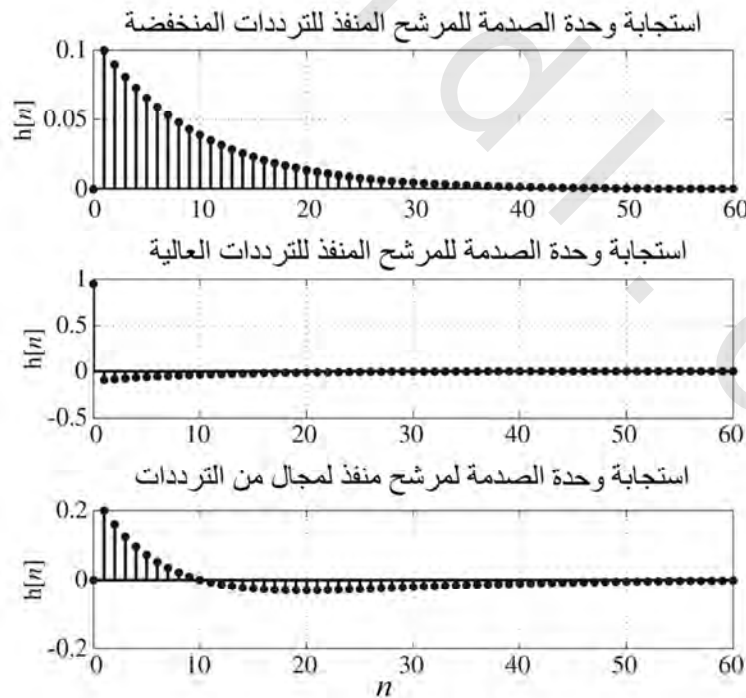 استجابة وحدة الصدمة للمرشح المنفذ للترددات المنخفضة
0.1
0.05
0
h[n]
0 10 20 30 40 50 60
استجابة وحدة الصدمة للمرشح المنفذ للترددات العالية
1
0.5
0
-0.5
h[n]
0 10 20 30 40 50 60
استجابة وحدة الصدمة لمرشح منفذ لمجال من الترددات
0.2
0
-0.2
h[n]
0 10 20 30 40 50 60
n